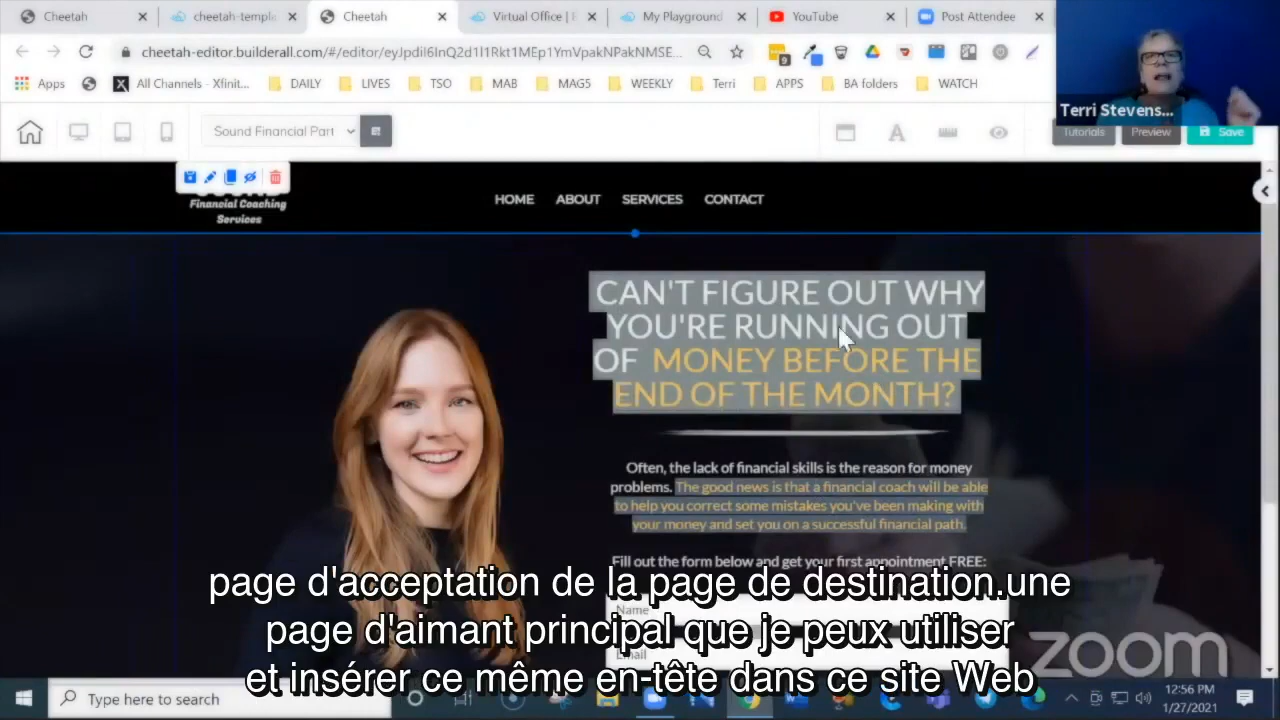 Cheetah
cheetah-templa
Cheetah
Virtual Office | H
My Playground
YouTube
Post Attendee
cheetah-editor.builderall.com/#/editor/
Apps
All Channels - Xfinit...
DAILY
LIVES
TSO
MAB
MAG5
WEEKLY
Terri
APPS
BA folders
WATCH
Terri Stevens...
Sound Financial Part
Tutorials
Preview
Save
Financial Coaching
Services
HOME
ABOUT
SERVICES
CONTACT
CAN'T FIGURE OUT WHY
YOU'RE RUNNING OUT
OF MONEY BEFORE THE
END OF THE MONTH?
Often, the lack of financial skills is the reason for money
problems. The good news is that a financial coach will be able
to help you correct some mistakes you've been making with
your money and set you on a successful financial path.
Fill out the form below and get your first appointment FREE:
Name
Email
page d'acceptation de la page de destination.une
page d'aimant principal que je peux utiliser
et insérer ce même en-tête dans ce site Web
zoom
Type here to search
12:56 PM
1/27/2021